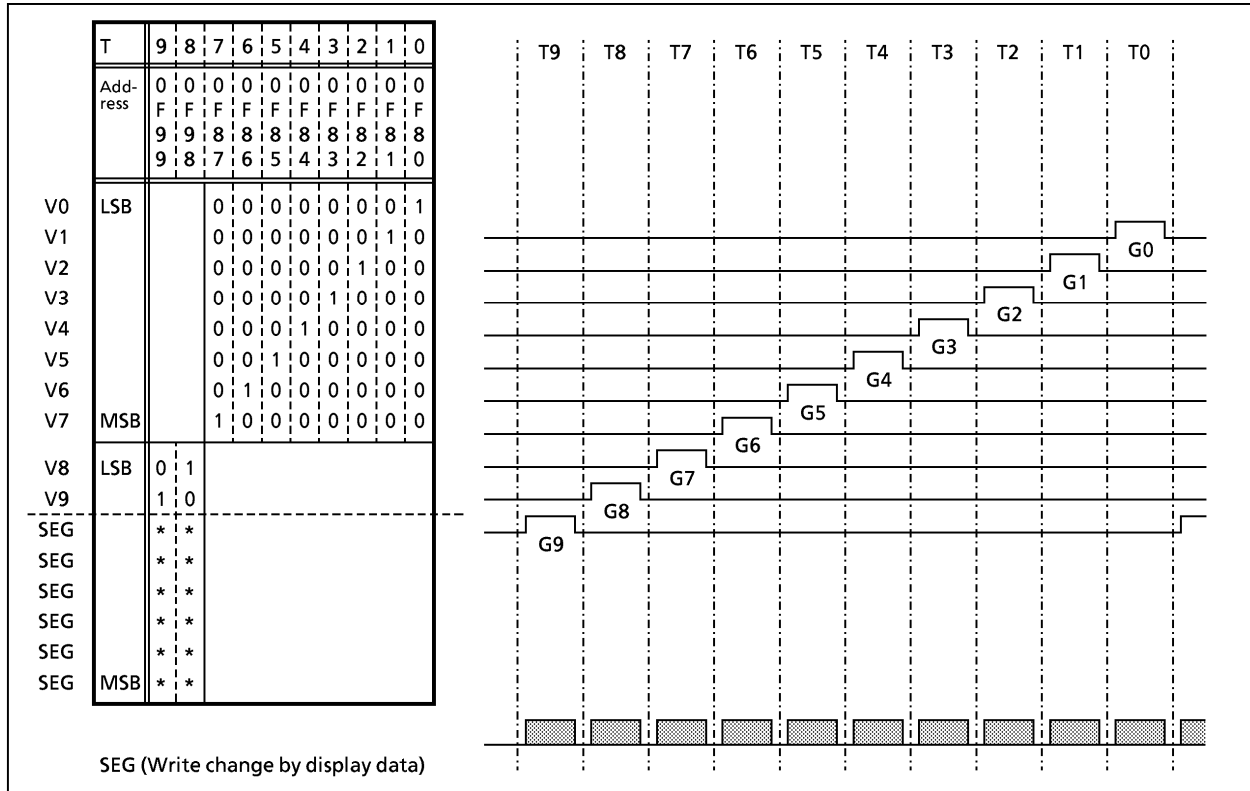 T 9 8 7 6 5 4 3 2 1 0
Add-
ress
0 0 0 0 0 0 0 0 0 0
F F F F F F F F F F
9 9 8 8 8 8 8 8 8 8
9 8 7 6 5 4 3 2 1 0
V0 LSB 0 0 0 0 0 0 0 1
V1 0 0 0 0 0 0 1 0
V2 0 0 0 0 0 1 0 0
V3 0 0 0 0 1 0 0 0
V4 0 0 0 1 0 0 0 0
V5 0 0 1 0 0 0 0 0
V6 0 1 0 0 0 0 0 0
V7 MSB 1 0 0 0 0 0 0 0
V8 LSB 0 1
V9 1 0
SEG * *
SEG * *
SEG * *
SEG * *
SEG * *
SEG MSB * *
SEG (Write change by display data)
T9 T8 T7 T6 T5 T4 T3 T2 T1 T0
G0
G1
G2
G3
G4
G5
G6
G7
G8
G9